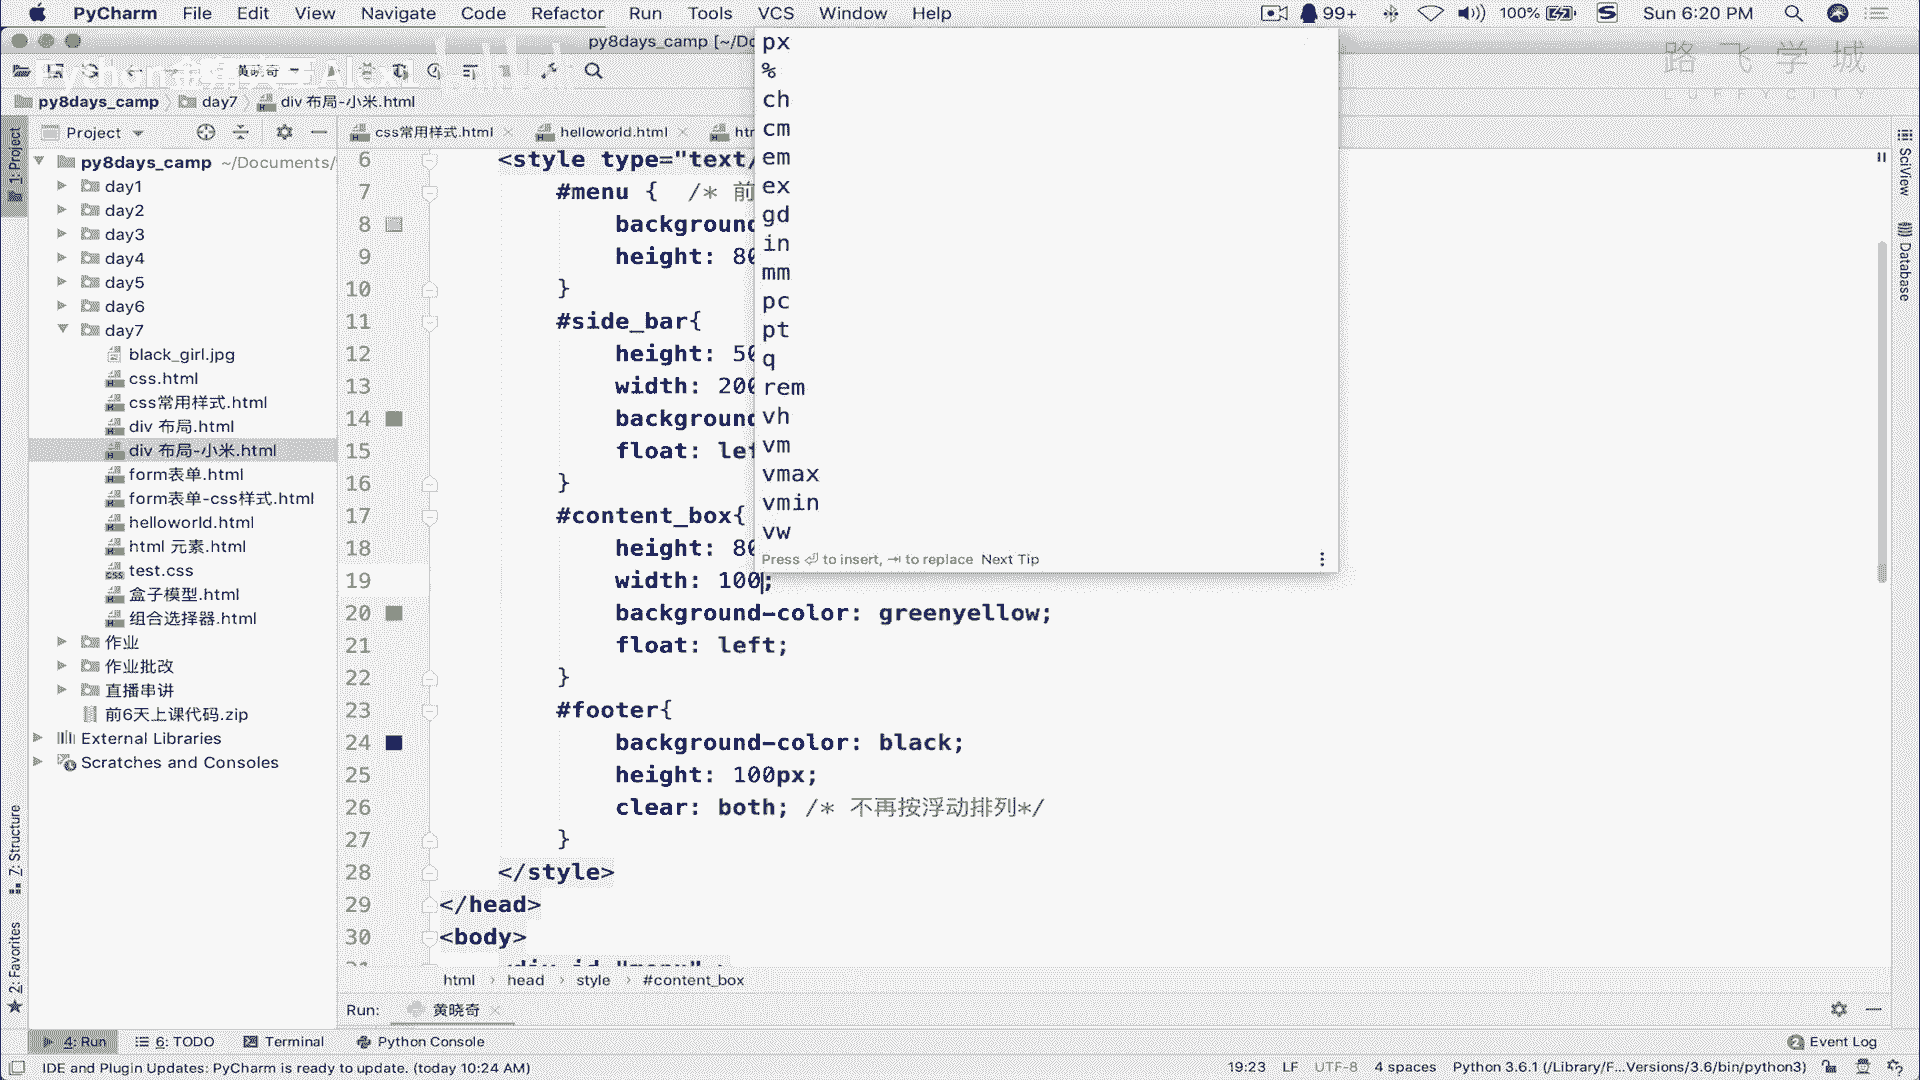 PyCharm File Edit View Navigate Code Refactor Run Tools VCS Window Help 99+ 100% Sun 6:20 PM
py8days_camp [~/Do
黄晓奇
路飞学城
LUFFYCITY
py8days_camp day7 div 布局-小米.html
Project
css常用样式.html
helloworld.html
1: Project
py8days_camp ~/Documents/
day1
day2
day3
day4
day5
day6
day7
black_girl.jpg
css.html
css常用样式.html
div 布局.html
div 布局-小米.html
form表单.html
form表单-css样式.html
helloworld.html
html 元素.html
test.css
盒子模型.html
组合选择器.html
作业
作业批改
直播串讲
前6天上课代码.zip
External Libraries
Scratches and Consoles
7: Structure
2: Favorites
6 <style type="text/
7 #menu { /* 前
8 background
9 height: 80
10 }
11 #side_bar{
12 height: 50
13 width: 200
14 background
15 float: lef
16 }
17 #content_box{
18 height: 80
19 width: 100;
20 background-color: greenyellow;
21 float: left;
22 }
23 #footer{
24 background-color: black;
25 height: 100px;
26 clear: both; /* 不再按浮动排列*/
27 }
28 </style>
29 </head>
30 <body>
px
%
ch
cm
em
ex
gd
in
mm
pc
pt
q
rem
vh
vm
vmax
vmin
vw
Press ⏎ to insert, ⇥ to replace Next Tip
SciView
Database
html › head › style › #content_box
Run: 黄晓奇
4: Run 6: TODO Terminal Python Console Event Log
IDE and Plugin Updates: PyCharm is ready to update. (today 10:24 AM) 19:23 LF UTF-8 4 spaces Python 3.6.1 (/Library/F...Versions/3.6/bin/python3)